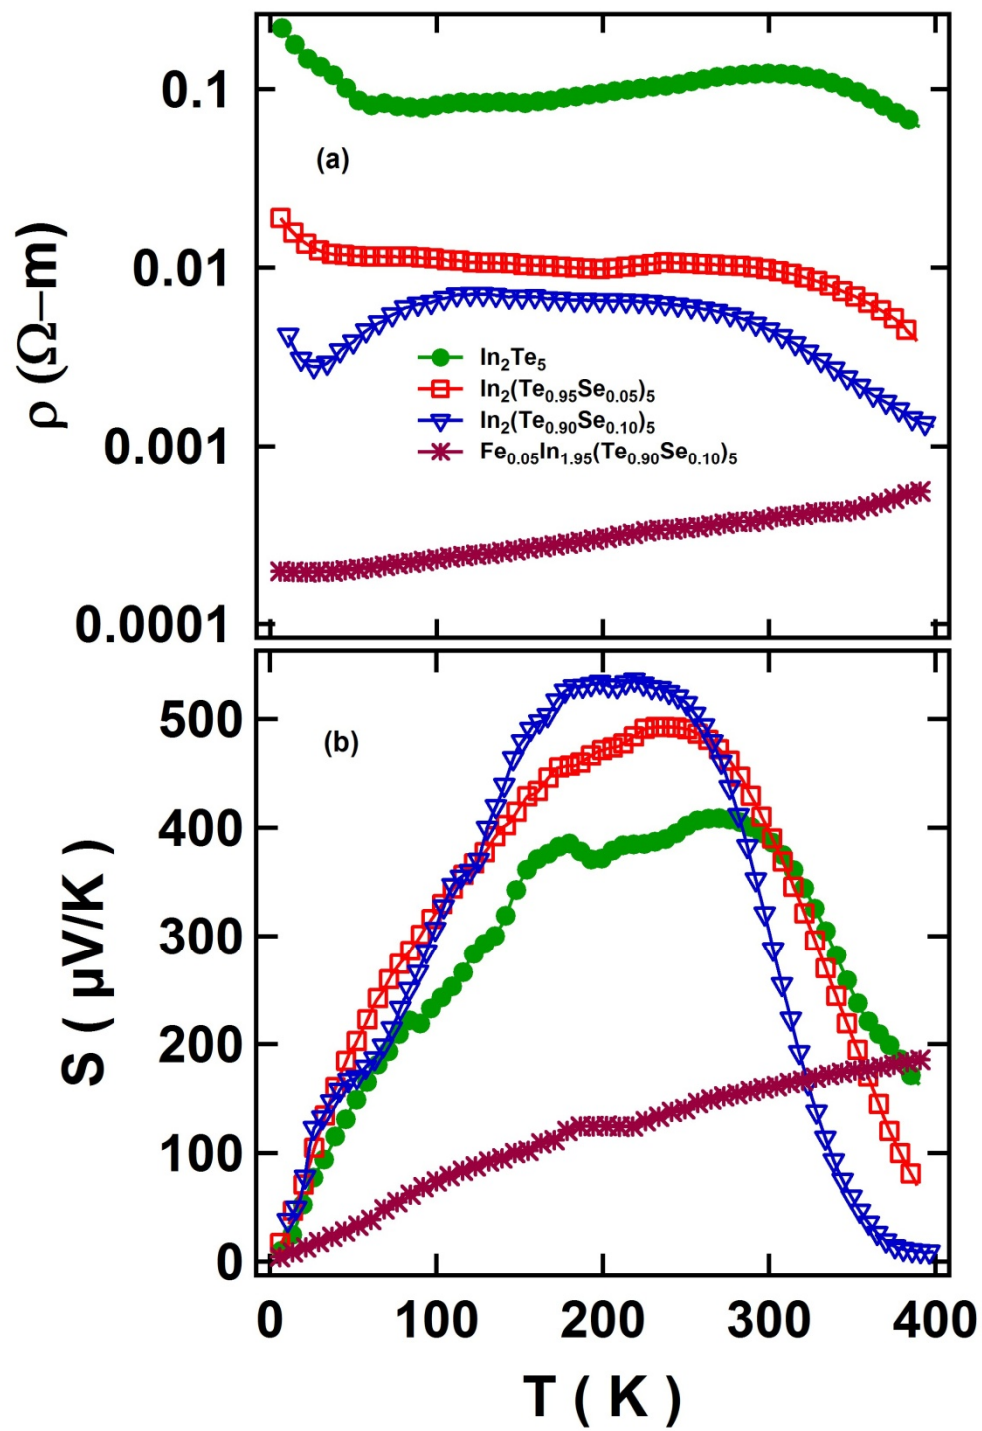 0.1
(a)
0.01
ρ (Ω–m)
In₂Te₅
In₂(Te₀.₉₅Se₀.₀₅)₅
In₂(Te₀.₉₀Se₀.₁₀)₅
0.001
Fe₀.₀₅In₁.₉₅(Te₀.₉₀Se₀.₁₀)₅
0.0001
500
(b)
400
300
S ( µV/K )
200
100
0
0 100 200 300 400
T ( K )